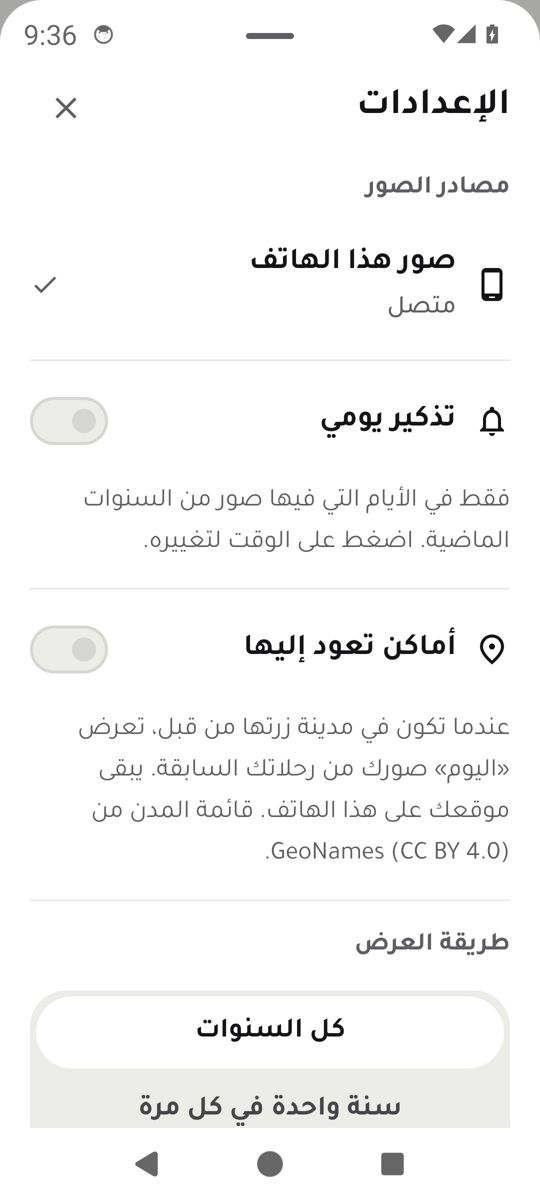 9:36
الإعدادات
مصادر الصور
صور هذا الهاتف
متصل
تذكير يومي
فقط في الأيام التي فيها صور من السنوات
الماضية. اضغط على الوقت لتغييره.
أماكن تعود إليها
عندما تكون في مدينة زرتها من قبل، تعرض
«اليوم» صورك من رحلاتك السابقة. يبقى
موقعك على هذا الهاتف. قائمة المدن من
GeoNames (CC BY 4.0).
طريقة العرض
كل السنوات
سنة واحدة في كل مرة